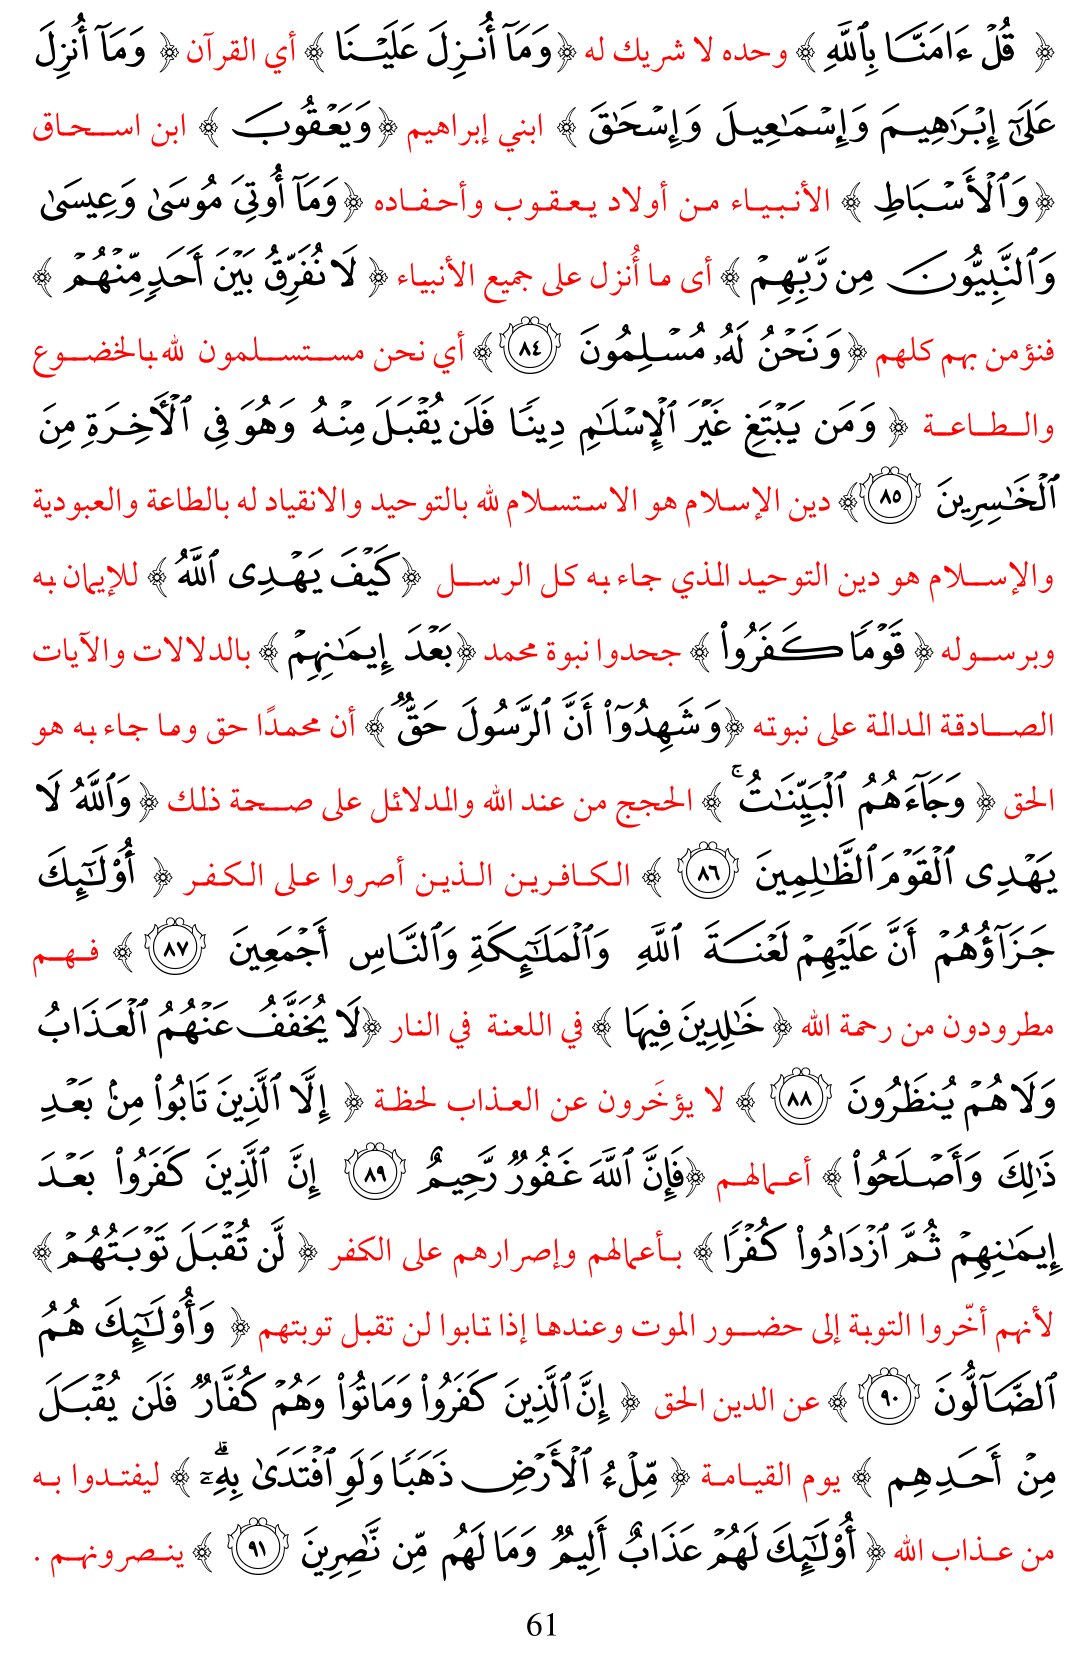 ﴿ قُلْ ءَامَنَّا بِٱللَّهِ ﴾ وحده لا شريك له ﴿وَمَآ أُنزِلَ عَلَيْنَا ﴾ أي القرآن ﴿ وَمَآ أُنزِلَ
عَلَىٰٓ إِبْرَٰهِيمَ وَإِسْمَـٰعِيلَ وَإِسْحَـٰقَ ﴾ ابني إبراهيم ﴿وَيَعْقُوبَ ﴾ ابن اسحاق
﴿وَٱلْأَسْبَاطِ ﴾ الأنبياء من أولاد يعقوب وأحفاده ﴿وَمَآ أُوتِىَ مُوسَىٰ وَعِيسَىٰ
وَٱلنَّبِيُّونَ مِن رَّبِّهِمْ ﴾ أى ما أُنزل على جميع الأنبياء ﴿ لَا نُفَرِّقُ بَيْنَ أَحَدٍ مِّنْهُمْ ﴾
فنؤمن بهم كلهم ﴿وَنَحْنُ لَهُۥ مُسْلِمُونَ ٨٤﴾ أي نحن مستسلمون لله بالخضوع
والطاعة ﴿ وَمَن يَبْتَغِ غَيْرَ ٱلْإِسْلَـٰمِ دِينًا فَلَن يُقْبَلَ مِنْهُ وَهُوَ فِى ٱلْـَٔاخِرَةِ مِنَ
ٱلْخَـٰسِرِينَ ٨٥﴾ دين الإسلام هو الاستسلام لله بالتوحيد والانقياد له بالطاعة والعبودية
والإسلام هو دين التوحيد الذي جاء به كل الرسل ﴿كَيْفَ يَهْدِى ٱللَّهُ ﴾ للإيمان به
وبرسوله ﴿ قَوْمًا كَفَرُوا۟ ﴾ جحدوا نبوة محمد ﴿بَعْدَ إِيمَـٰنِهِمْ ﴾ بالدلالات والآيات
الصادقة الدالة على نبوته ﴿وَشَهِدُوٓا۟ أَنَّ ٱلرَّسُولَ حَقٌّ ﴾ أن محمدًا حق وما جاء به هو
الحق ﴿ وَجَآءَهُمُ ٱلْبَيِّنَـٰتُ ۚ ﴾ الحجج من عند الله والدلائل على صحة ذلك ﴿ وَٱللَّهُ لَا
يَهْدِى ٱلْقَوْمَ ٱلظَّـٰلِمِينَ ٨٦ ﴾ الكافرين الذين أصروا على الكفر ﴿ أُو۟لَـٰٓئِكَ
جَزَآؤُهُمْ أَنَّ عَلَيْهِمْ لَعْنَةَ ٱللَّهِ وَٱلْمَلَـٰٓئِكَةِ وَٱلنَّاسِ أَجْمَعِينَ ٨٧ ﴾ فهم
مطرودون من رحمة الله ﴿ خَـٰلِدِينَ فِيهَا ﴾ في اللعنة في النار ﴿لَا يُخَفَّفُ عَنْهُمُ ٱلْعَذَابُ
وَلَا هُمْ يُنظَرُونَ ٨٨ ﴾ لا يؤخَرون عن العذاب لحظة ﴿ إِلَّا ٱلَّذِينَ تَابُوا۟ مِنۢ بَعْدِ
ذَٰلِكَ وَأَصْلَحُوا۟ ﴾ أعمالهم ﴿فَإِنَّ ٱللَّهَ غَفُورٌ رَّحِيمٌ ٨٩ إِنَّ ٱلَّذِينَ كَفَرُوا۟ بَعْدَ
إِيمَـٰنِهِمْ ثُمَّ ٱزْدَادُوا۟ كُفْرًا ﴾ بأعمالهم وإصرارهم على الكفر ﴿ لَّن تُقْبَلَ تَوْبَتُهُمْ ﴾
لأنهم أخّروا التوبة إلى حضور الموت وعندها إذا تابوا لن تقبل توبتهم ﴿ وَأُو۟لَـٰٓئِكَ هُمُ
ٱلضَّآلُّونَ ٩٠ ﴾ عن الدين الحق ﴿ إِنَّ ٱلَّذِينَ كَفَرُوا۟ وَمَاتُوا۟ وَهُمْ كُفَّارٌ فَلَن يُقْبَلَ
مِنْ أَحَدِهِم ﴾ يوم القيامة ﴿ مِّلْءُ ٱلْأَرْضِ ذَهَبًا وَلَوِ ٱفْتَدَىٰ بِهِۦٓ ۗ ﴾ ليفتدوا به
من عذاب الله ﴿ أُو۟لَـٰٓئِكَ لَهُمْ عَذَابٌ أَلِيمٌ وَمَا لَهُم مِّن نَّـٰصِرِينَ ٩١ ﴾ ينصرونهم .
61